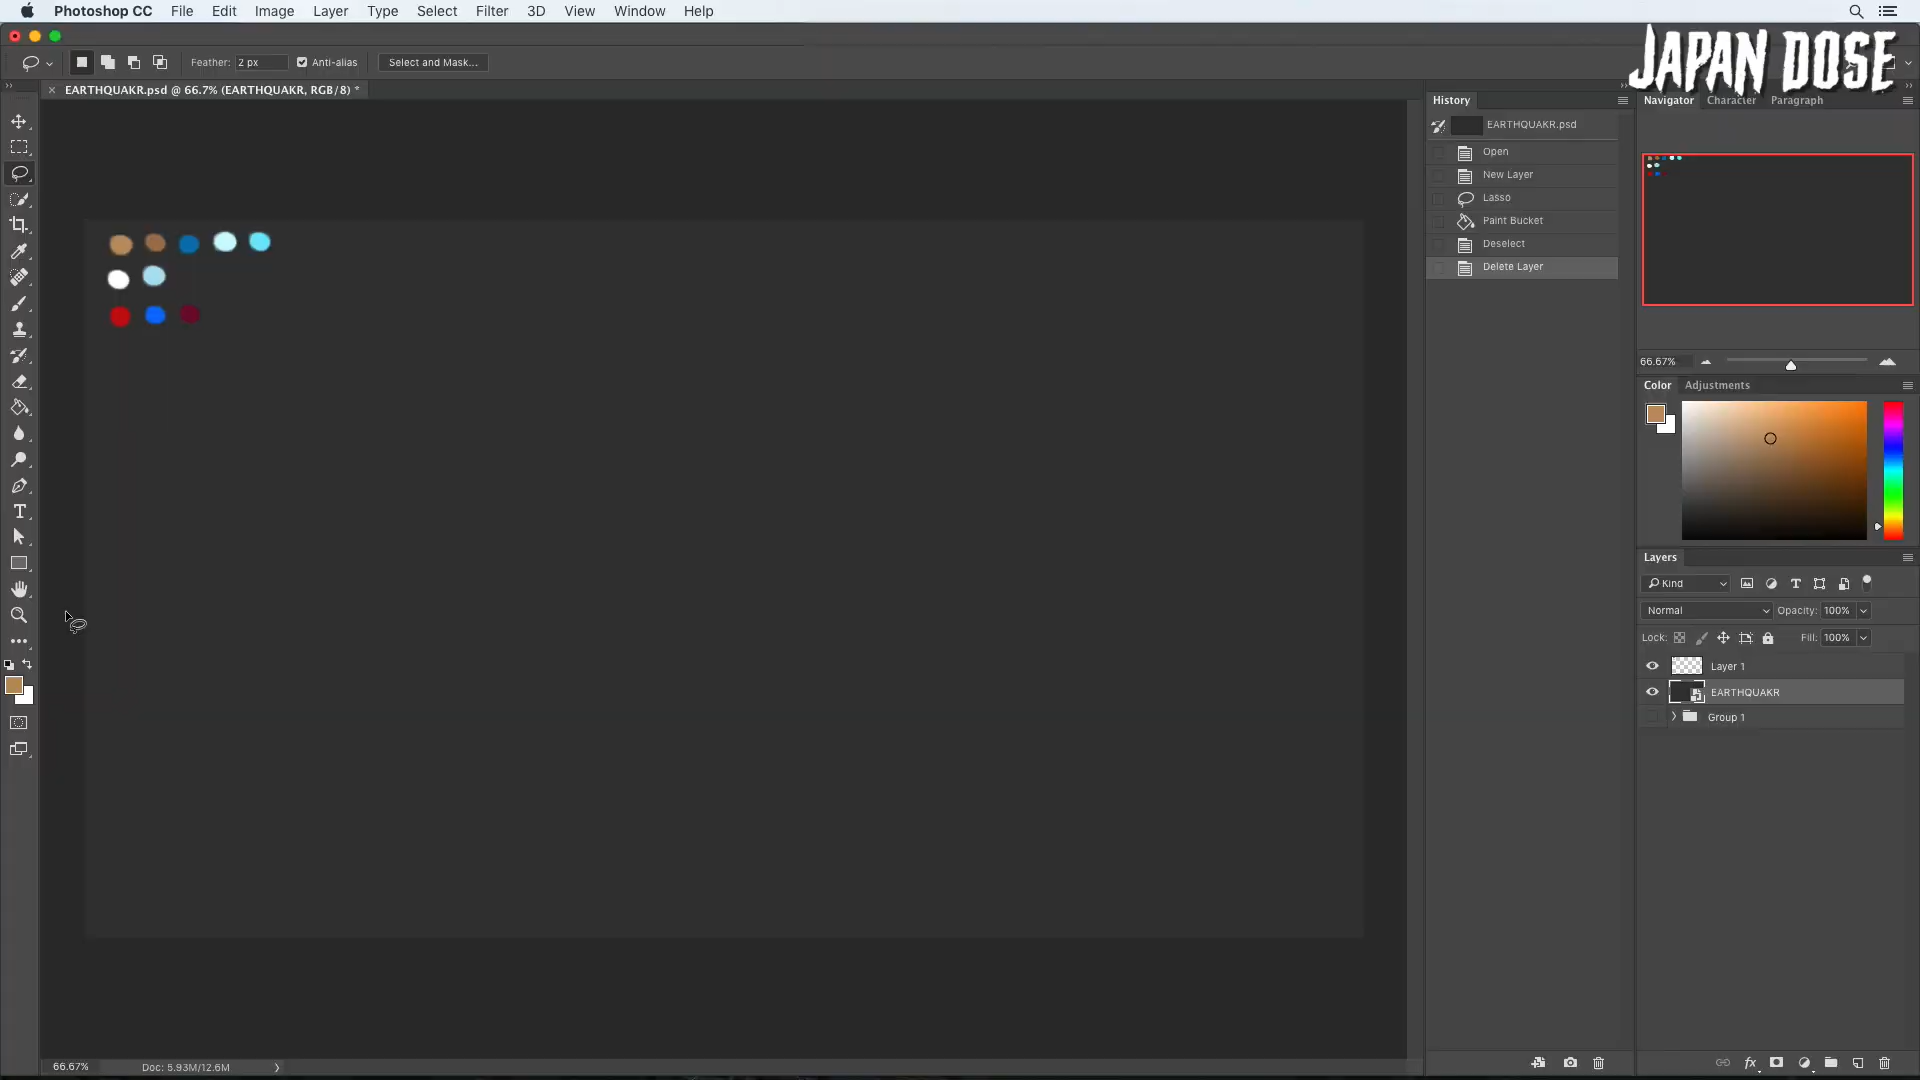 Photoshop CC File Edit Image Layer Type Select Filter 3D View Window Help
JAPAN DOSE
Feather: 2 px Anti-alias Select and Mask...
EARTHQUAKR.psd @ 66.7% (EARTHQUAKR, RGB/8) *
History
EARTHQUAKR.psd
Open
New Layer
Lasso
Paint Bucket
Deselect
Delete Layer
Navigator Character Paragraph
66.67%
Color Adjustments
Layers
Kind
Normal Opacity: 100%
Lock: Fill: 100%
Layer 1
EARTHQUAKR
Group 1
66.67% Doc: 5.93M/12.6M